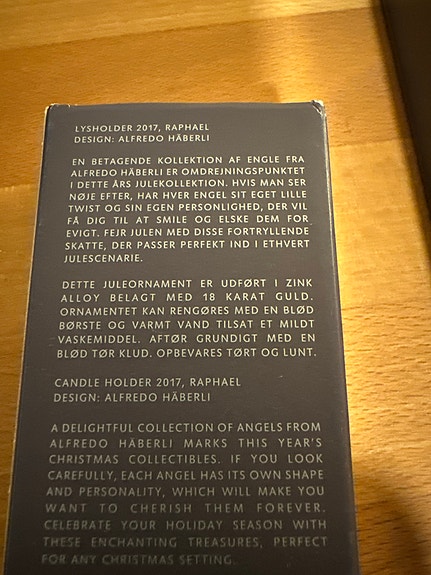 LYSHOLDER 2017, RAPHAEL
DESIGN: ALFREDO HÄBERLI
EN BETAGENDE KOLLEKTION AF ENGLE FRA
ALFREDO HÄBERLI ER OMDREJNINGSPUNKTET
I DETTE ÅRS JULEKOLLEKTION. HVIS MAN SER
NØJE EFTER, HAR HVER ENGEL SIT EGET LILLE
TWIST OG SIN EGEN PERSONLIGHED, DER VIL
FÅ DIG TIL AT SMILE OG ELSKE DEM FOR
EVIGT. FEJR JULEN MED DISSE FORTRYLLENDE
SKATTE, DER PASSER PERFEKT IND I ETHVERT
JULESCENARIE.
DETTE JULEORNAMENT ER UDFØRT I ZINK
ALLOY BELAGT MED 18 KARAT GULD.
ORNAMENTET KAN RENGØRES MED EN BLØD
BØRSTE OG VARMT VAND TILSAT ET MILDT
VASKEMIDDEL. AFTØR GRUNDIGT MED EN
BLØD TØR KLUD. OPBEVARES TØRT OG LUNT.
CANDLE HOLDER 2017, RAPHAEL
DESIGN: ALFREDO HÄBERLI
A DELIGHTFUL COLLECTION OF ANGELS FROM
ALFREDO HÄBERLI MARKS THIS YEAR'S
CHRISTMAS COLLECTIBLES. IF YOU LOOK
CAREFULLY, EACH ANGEL HAS ITS OWN SHAPE
AND PERSONALITY, WHICH WILL MAKE YOU
WANT TO CHERISH THEM FOREVER.
CELEBRATE YOUR HOLIDAY SEASON WITH
THESE ENCHANTING TREASURES, PERFECT
FOR ANY CHRISTMAS SETTING.